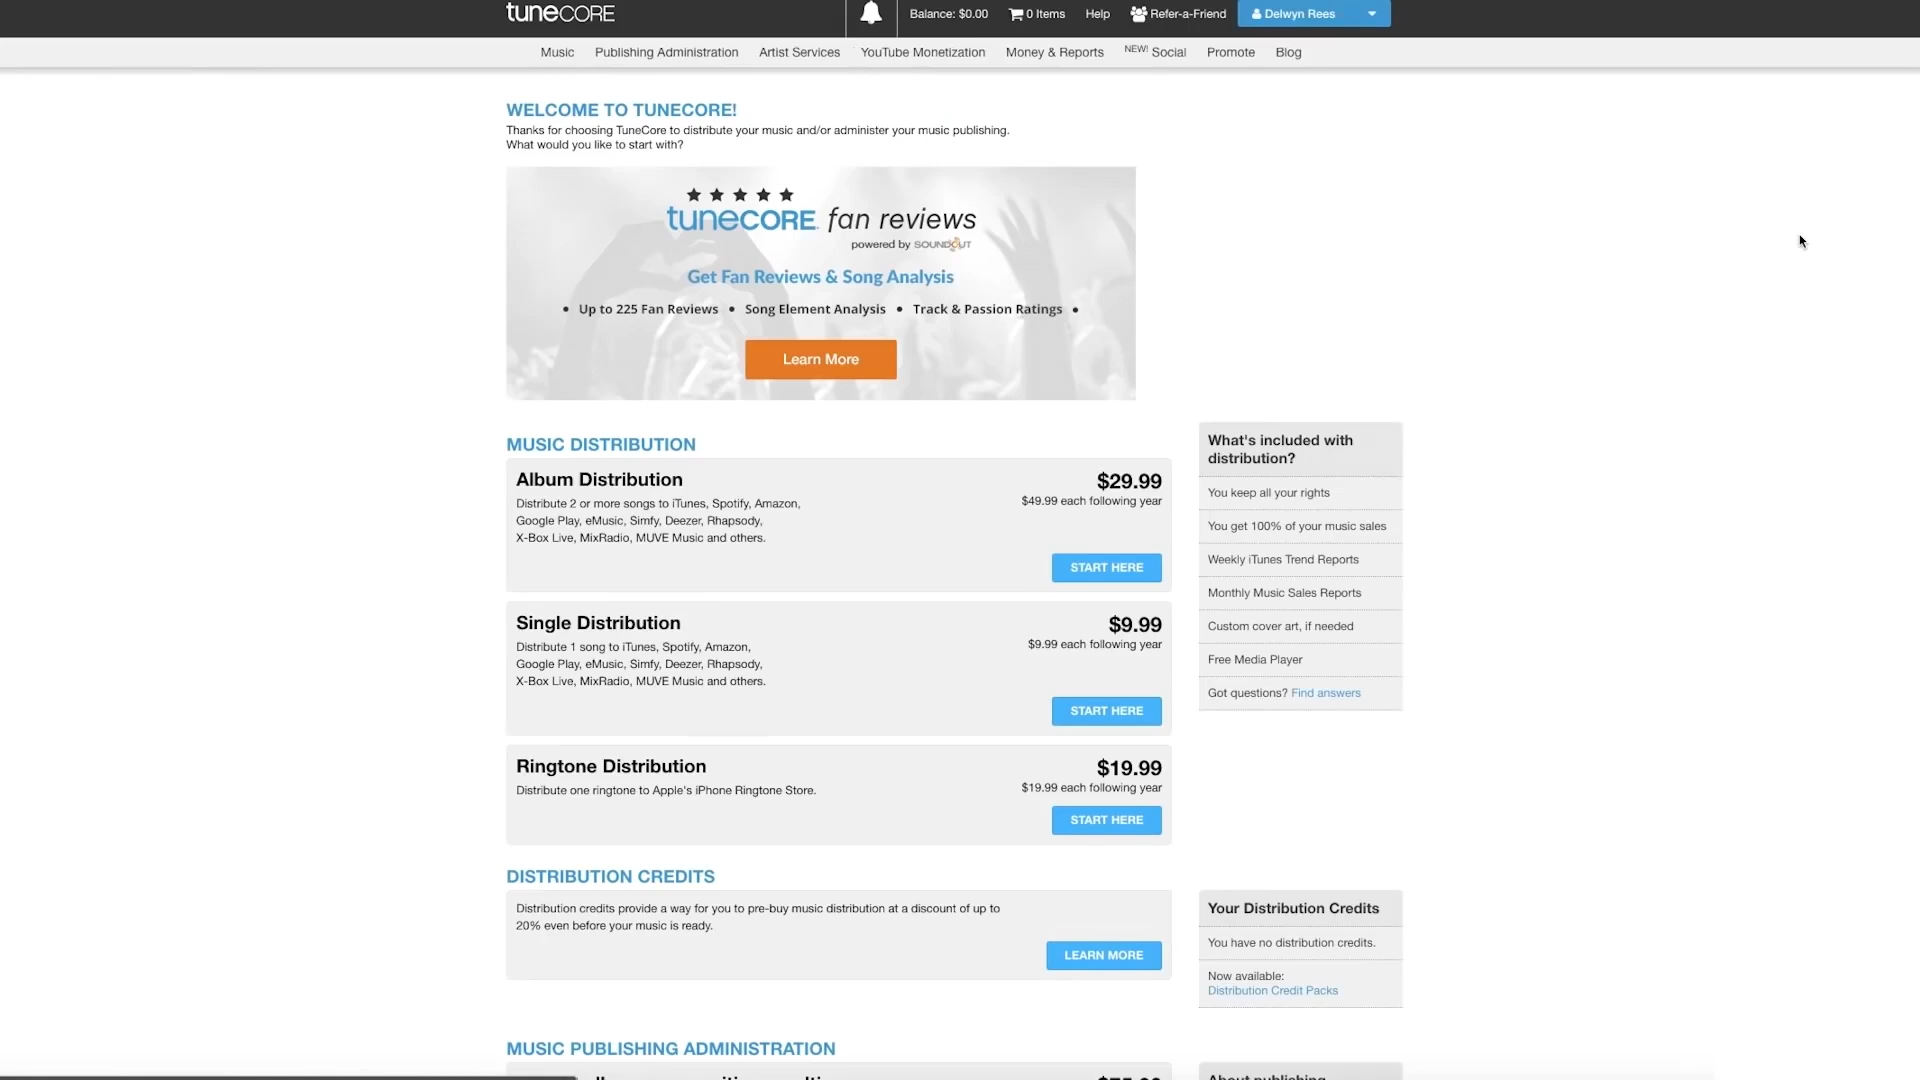 tuneCORE
Balance: $0.00
0 Items
Help
Refer-a-Friend
Delwyn Rees
Music
Publishing Administration
Artist Services
YouTube Monetization
Money & Reports
NEW! Social
Promote
Blog
WELCOME TO TUNECORE!
Thanks for choosing TuneCore to distribute your music and/or administer your music publishing.
What would you like to start with?
tuneCORE fan reviews
powered by SOUNDOUT
Get Fan Reviews & Song Analysis
• Up to 225 Fan Reviews • Song Element Analysis • Track & Passion Ratings •
Learn More
MUSIC DISTRIBUTION
Album Distribution
$29.99
Distribute 2 or more songs to iTunes, Spotify, Amazon,
$49.99 each following year
Google Play, eMusic, Simfy, Deezer, Rhapsody,
X-Box Live, MixRadio, MUVE Music and others.
START HERE
Single Distribution
$9.99
Distribute 1 song to iTunes, Spotify, Amazon,
$9.99 each following year
Google Play, eMusic, Simfy, Deezer, Rhapsody,
X-Box Live, MixRadio, MUVE Music and others.
START HERE
Ringtone Distribution
$19.99
Distribute one ringtone to Apple's iPhone Ringtone Store.
$19.99 each following year
START HERE
What's included with
distribution?
You keep all your rights
You get 100% of your music sales
Weekly iTunes Trend Reports
Monthly Music Sales Reports
Custom cover art, if needed
Free Media Player
Got questions? Find answers
DISTRIBUTION CREDITS
Distribution credits provide a way for you to pre-buy music distribution at a discount of up to
20% even before your music is ready.
LEARN MORE
Your Distribution Credits
You have no distribution credits.
Now available:
Distribution Credit Packs
MUSIC PUBLISHING ADMINISTRATION
About publishing